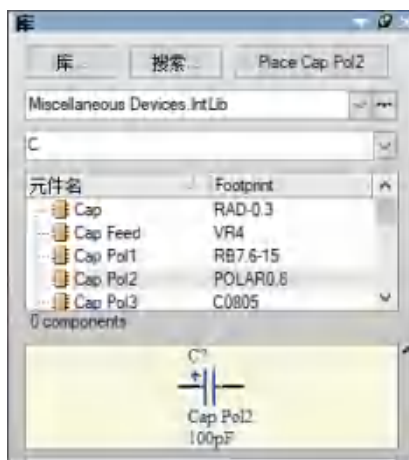 库
库...
搜索...
Place Cap Pol2
Miscellaneous Devices.IntLib
C
元件名 Footprint
Cap RAD-0.3
Cap Feed VR4
Cap Pol1 RB7.6-15
Cap Pol2 POLAR0.8
Cap Pol3 C0805
0 components
C?
Cap Pol2
100pF